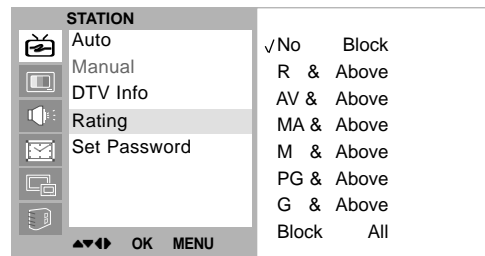 STATION
Auto
Manual
DTV Info
Rating
Set Password
▲▼◀▶ OK MENU
√ No Block
R & Above
AV & Above
MA & Above
M & Above
PG & Above
G & Above
Block All